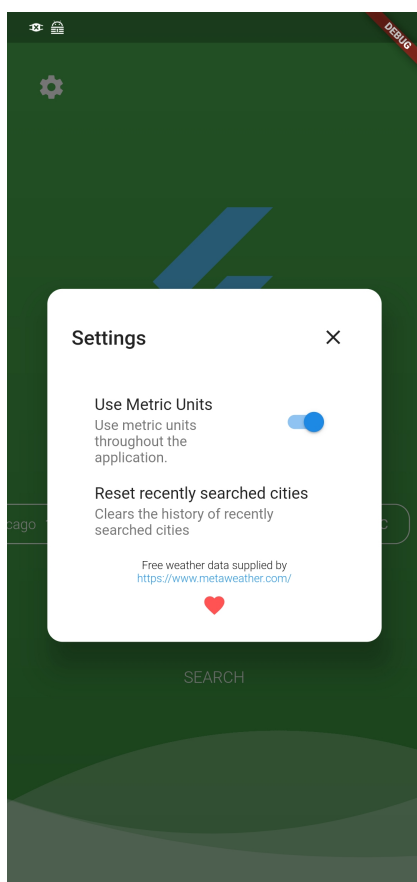 DEBUG
Settings
Use Metric Units
Use metric units
throughout the
application.
Reset recently searched cities
Clears the history of recently
searched cities
cago
C
Free weather data supplied by
https://www.metaweather.com/
SEARCH